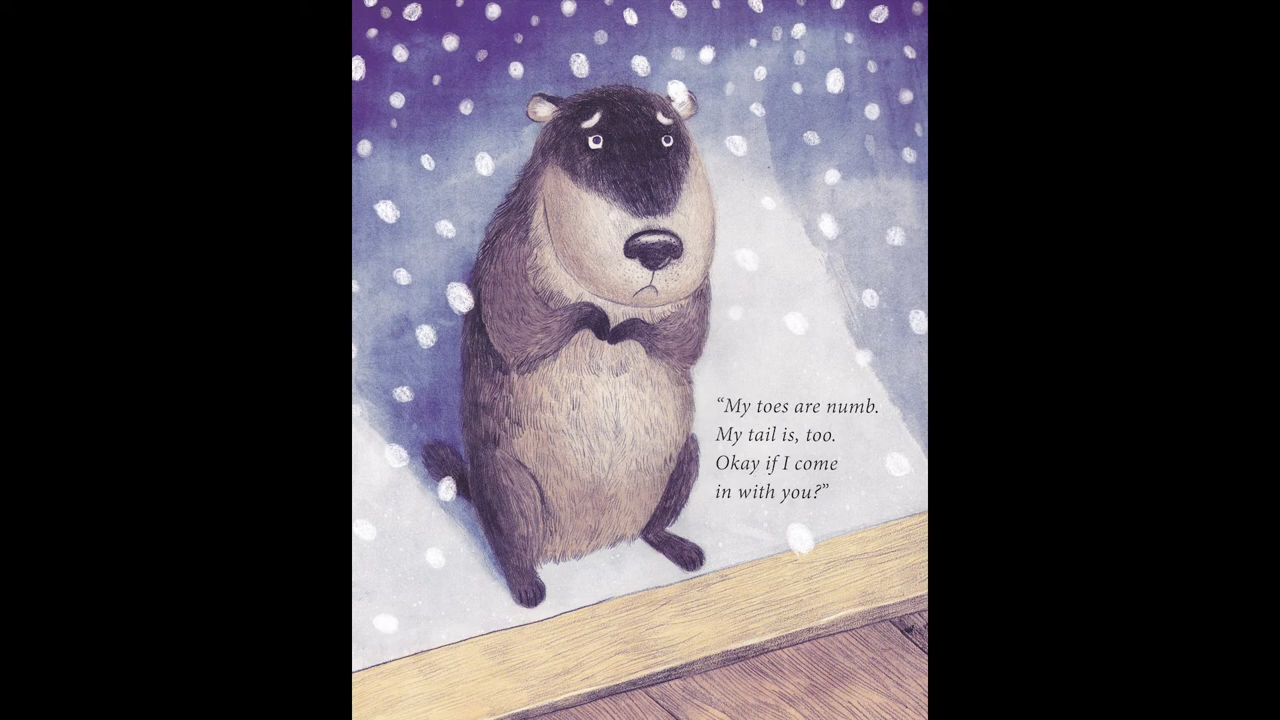 “My toes are numb.
My tail is, too.
Okay if I come
in with you?”